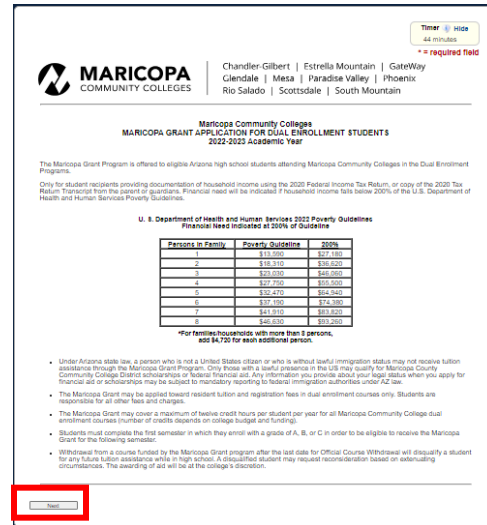 Timer Hide
44 minutes
* = required field
MARICOPA
COMMUNITY COLLEGES
Chandler-Gilbert | Estrella Mountain | GateWay
Glendale | Mesa | Paradise Valley | Phoenix
Rio Salado | Scottsdale | South Mountain
Maricopa Community Colleges
MARICOPA GRANT APPLICATION FOR DUAL ENROLLMENT STUDENTS
2022-2023 Academic Year
The Maricopa Grant Program is offered to eligible Arizona high school students attending Maricopa Community Colleges in the Dual Enrollment
Programs.
Only for student recipients providing documentation of household income using the 2020 Federal Income Tax Return, or copy of the 2020 Tax
Return Transcript from the parent or guardians. Financial need will be indicated if household income falls below 200% of the U.S. Department of
Health and Human Services Poverty Guidelines.
U. S. Department of Health and Human Services 2022 Poverty Guidelines
Financial Need Indicated at 200% of Guideline
Persons in Family Poverty Guideline 200%
1 $13,590 $27,180
2 $18,310 $36,620
3 $23,030 $46,060
4 $27,750 $55,500
5 $32,470 $64,940
6 $37,190 $74,380
7 $41,910 $83,820
8 $46,630 $93,260
*For families/households with more than 8 persons,
add $4,720 for each additional person.
• Under Arizona state law, a person who is not a United States citizen or who is without lawful immigration status may not receive tuition
assistance through the Maricopa Grant Program. Only those with a lawful presence in the US may qualify for Maricopa County
Community College District scholarships or federal financial aid. Any information you provide about your legal status when you apply for
financial aid or scholarships may be subject to mandatory reporting to federal immigration authorities under AZ law.
• The Maricopa Grant may be applied toward resident tuition and registration fees in dual enrollment courses only. Students are
responsible for all other fees and charges.
• The Maricopa Grant may cover a maximum of twelve credit hours per student per year for all Maricopa Community College dual
enrollment courses (number of credits depends on college budget and funding).
• Students must complete the first semester in which they enroll with a grade of A, B, or C in order to be eligible to receive the Maricopa
Grant for the following semester.
• Withdrawal from a course funded by the Maricopa Grant program after the last date for Official Course Withdrawal will disqualify a student
for any future tuition assistance while in high school. A disqualified student may request reconsideration based on extenuating
circumstances. The awarding of aid will be at the college's discretion.
Next